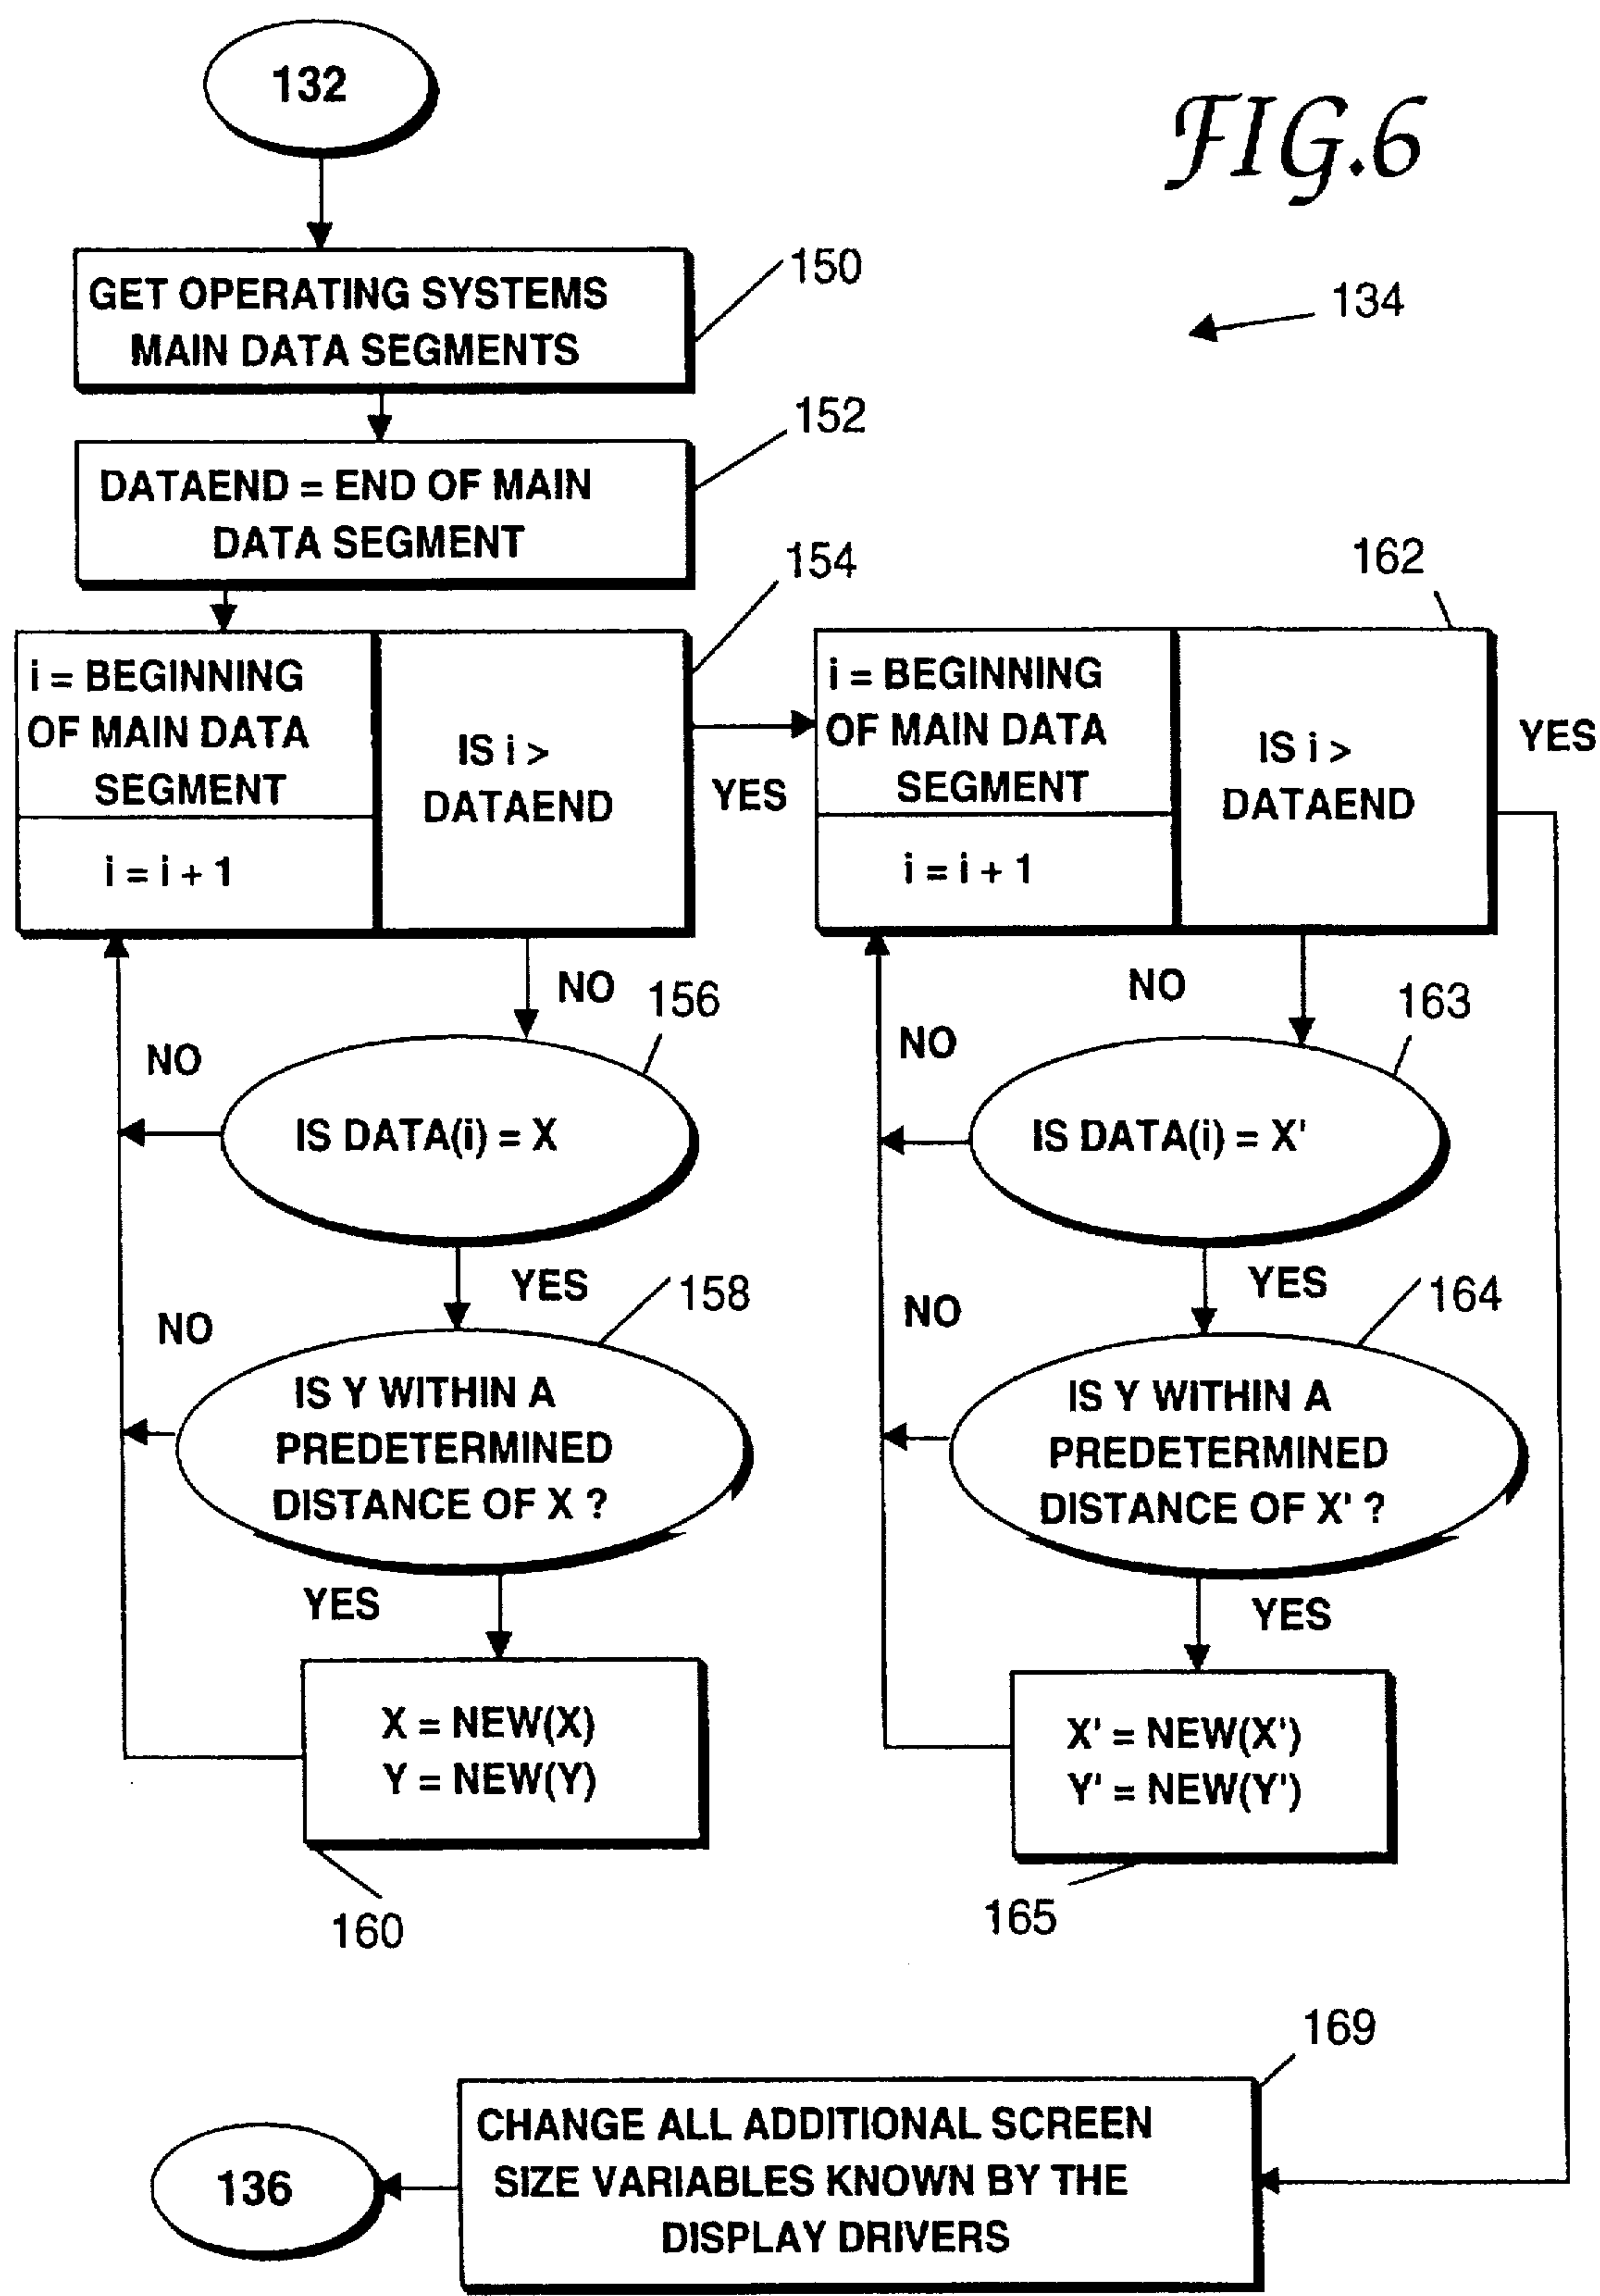 132
FIG.6
134
150
GET OPERATING SYSTEMS
MAIN DATA SEGMENTS
152
DATAEND = END OF MAIN
DATA SEGMENT
154
i = BEGINNING
OF MAIN DATA
SEGMENT
i = i + 1
IS i >
DATAEND
YES
162
i = BEGINNING
OF MAIN DATA
SEGMENT
i = i + 1
IS i >
DATAEND
YES
NO
156
NO
IS DATA(i) = X
YES
158
NO
IS Y WITHIN A
PREDETERMINED
DISTANCE OF X ?
YES
X = NEW(X)
Y = NEW(Y)
160
NO
163
NO
IS DATA(i) = X'
YES
164
NO
IS Y WITHIN A
PREDETERMINED
DISTANCE OF X' ?
YES
X' = NEW(X')
Y' = NEW(Y')
165
169
CHANGE ALL ADDITIONAL SCREEN
SIZE VARIABLES KNOWN BY THE
DISPLAY DRIVERS
136